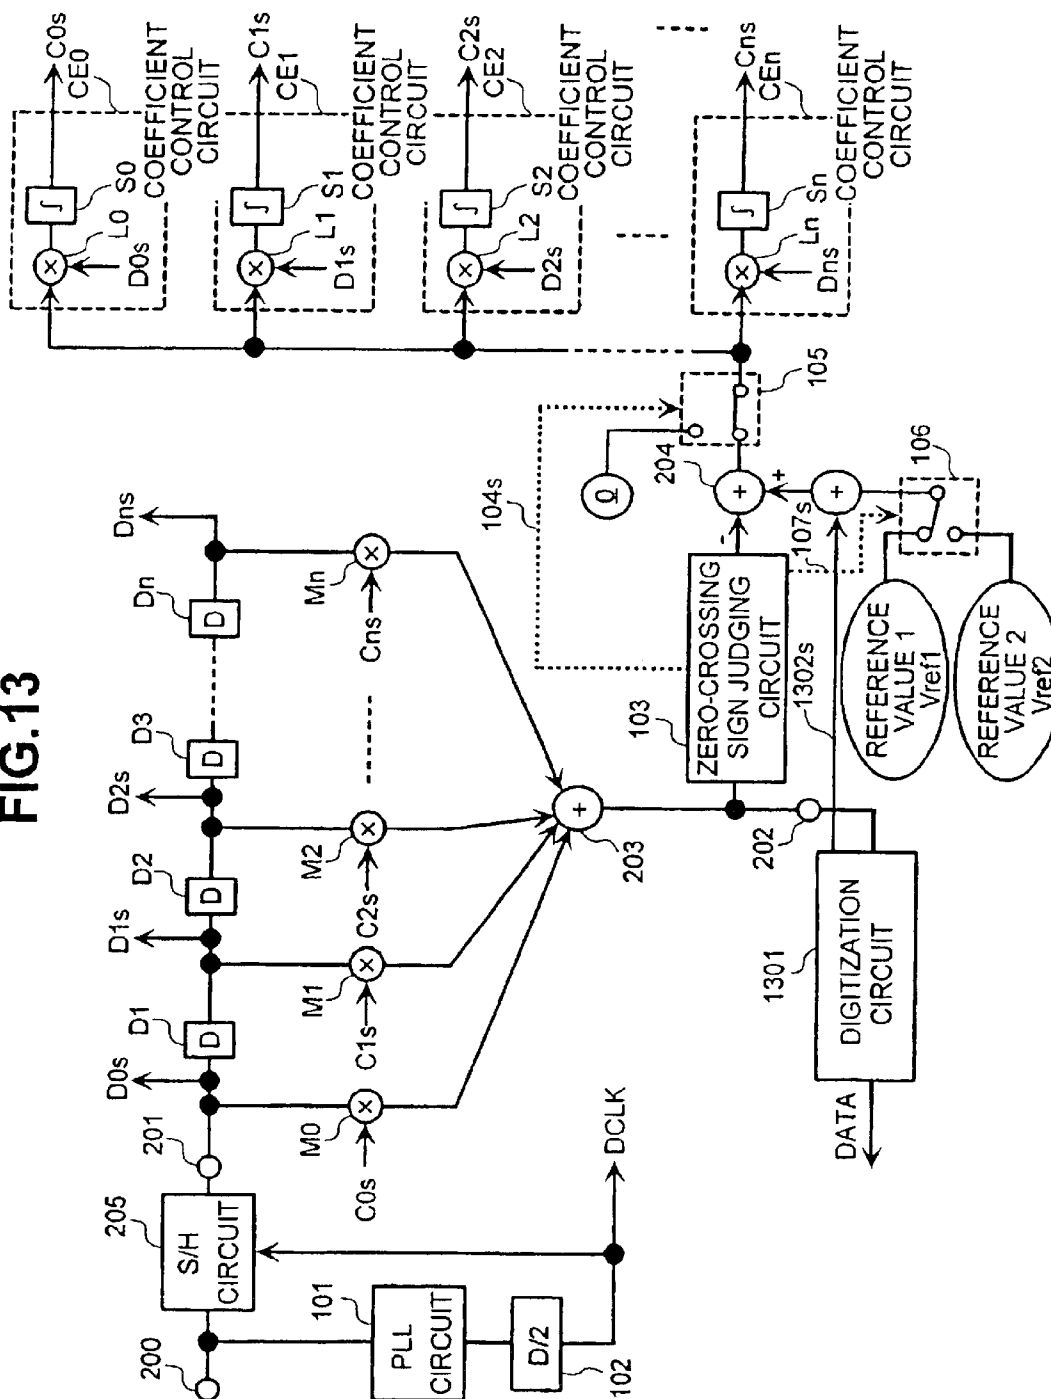 FIG.13
200
205
S/H
CIRCUIT
201
101
PLL
CIRCUIT
D/2
102
DCLK
D0s
D1
D
D1s
D2
D
D2s
D3
D
Dn
D
Dns
M0
×
C0s
M1
×
C1s
M2
×
C2s
Mn
×
Cns
+
203
202
1301
DIGITIZATION
CIRCUIT
DATA
1302s
103
ZERO-CROSSING
SIGN JUDGING
CIRCUIT
104s
107s
-
+
204
+
+
0
105
106
REFERENCE
VALUE 1
Vref1
REFERENCE
VALUE 2
Vref2
×
L0
D0s
∫
S0
C0s
CE0
COEFFICIENT
CONTROL
CIRCUIT
×
L1
D1s
∫
S1
C1s
CE1
COEFFICIENT
CONTROL
CIRCUIT
×
L2
D2s
∫
S2
C2s
CE2
COEFFICIENT
CONTROL
CIRCUIT
×
Ln
Dns
∫
Sn
Cns
CEn
COEFFICIENT
CONTROL
CIRCUIT